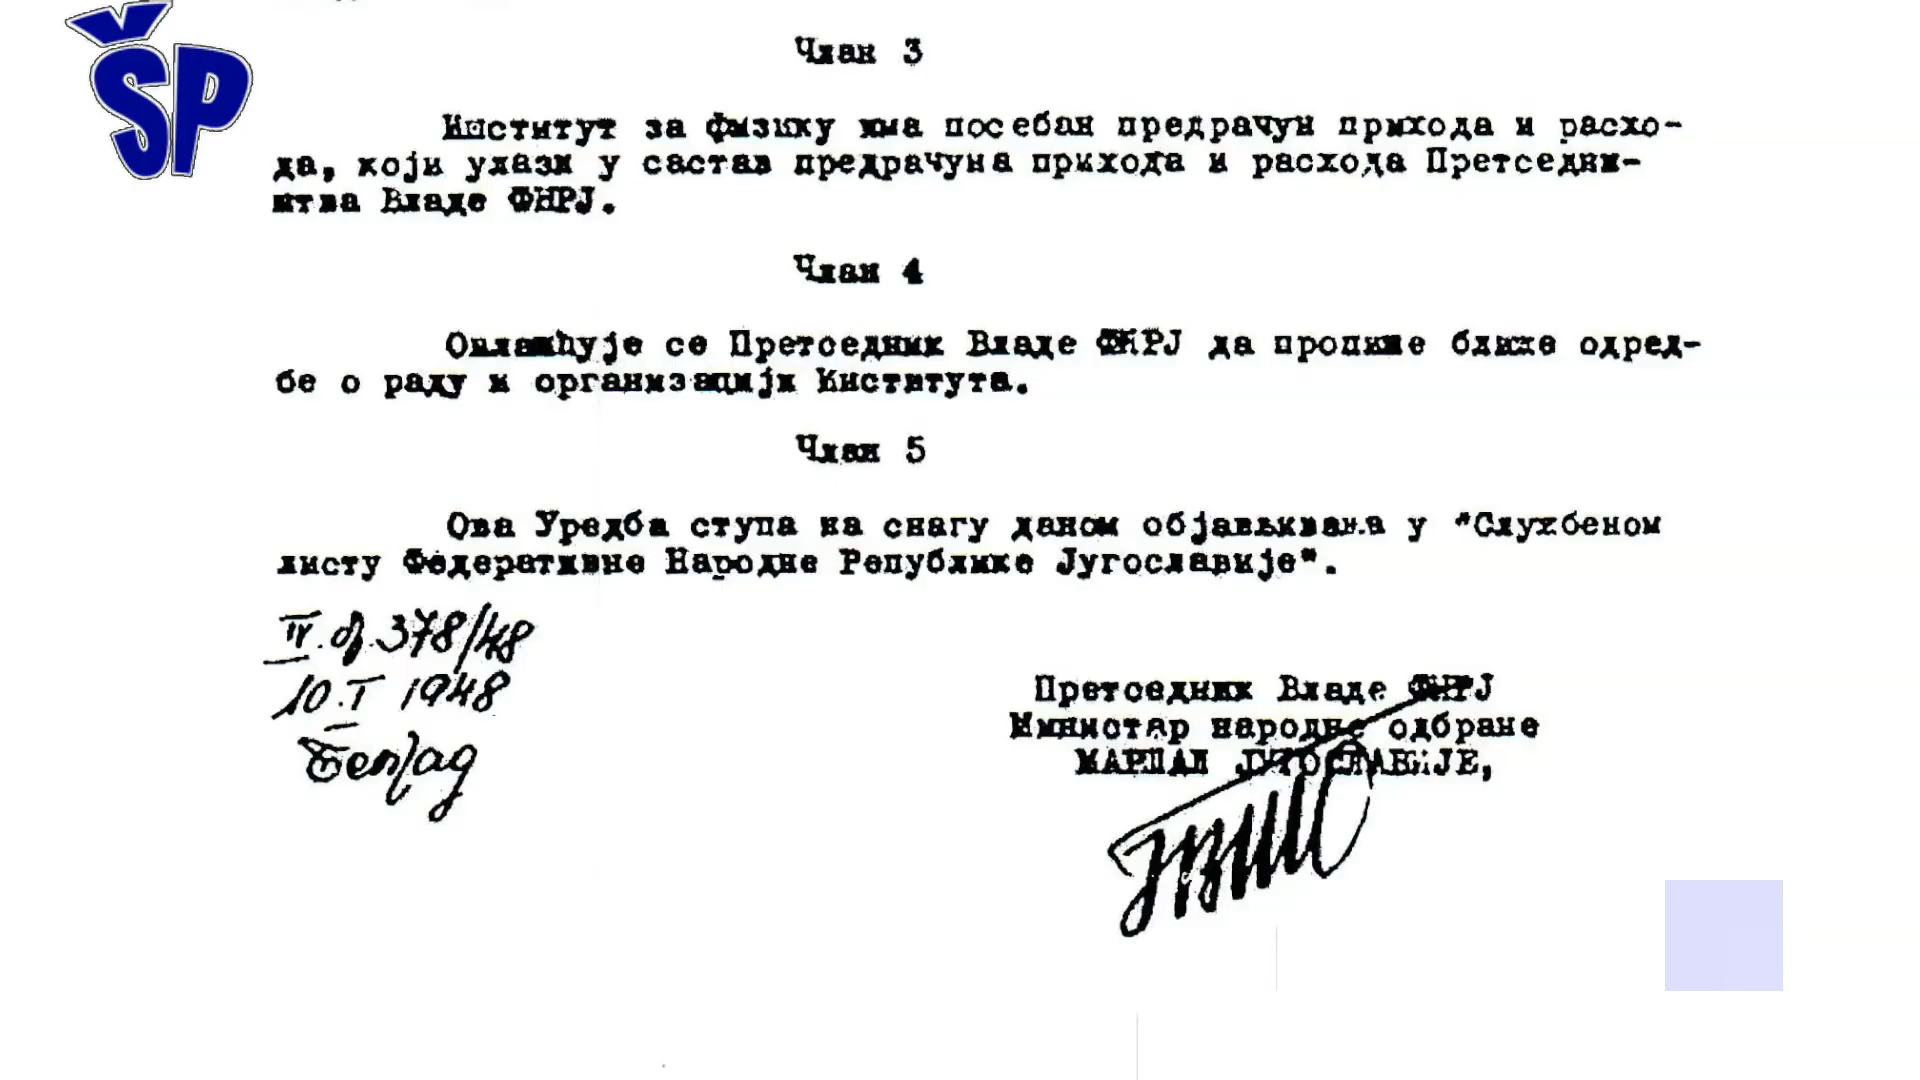 ŠP
Члан 3
Институт за физику има посебан предрачун прихода и расхо-
да, који улази у састав предрачуна прихода и расхода Претседни-
штва Владе ФНРЈ.
Члан 4
Овлашћује се Претседник Владе ФНРЈ да пропише ближе одред-
бе о раду и организацији Института.
Члан 5
Ова Уредба ступа на снагу даном објављивања у "Службеном
листу Федеративне Народне Републике Југославије".
IV. 378/48
10.I 1948
Београд
Претседник Владе ФНРЈ
Министар народне одбране
МАРШАЛ ЈУГОСЛАВИЈЕ,